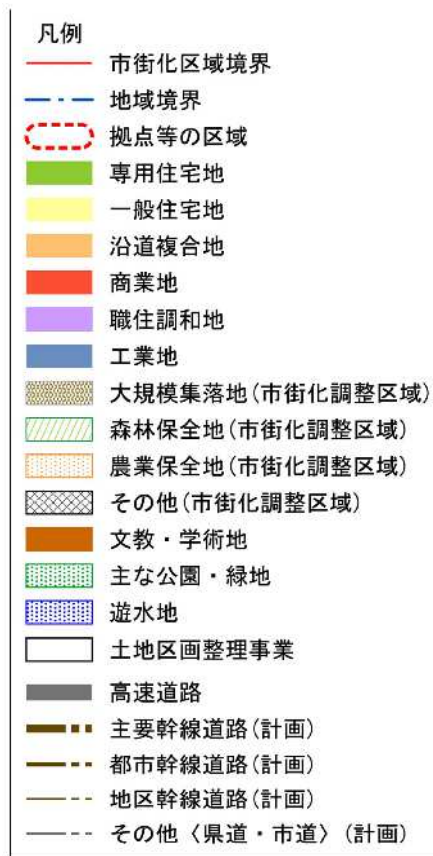 凡例
市街化区域境界
地域境界
拠点等の区域
専用住宅地
一般住宅地
沿道複合地
商業地
職住調和地
工業地
大規模集落地(市街化調整区域)
森林保全地(市街化調整区域)
農業保全地(市街化調整区域)
その他(市街化調整区域)
文教・学術地
主な公園・緑地
遊水地
土地区画整理事業
高速道路
主要幹線道路(計画)
都市幹線道路(計画)
地区幹線道路(計画)
その他〈県道・市道〉(計画)